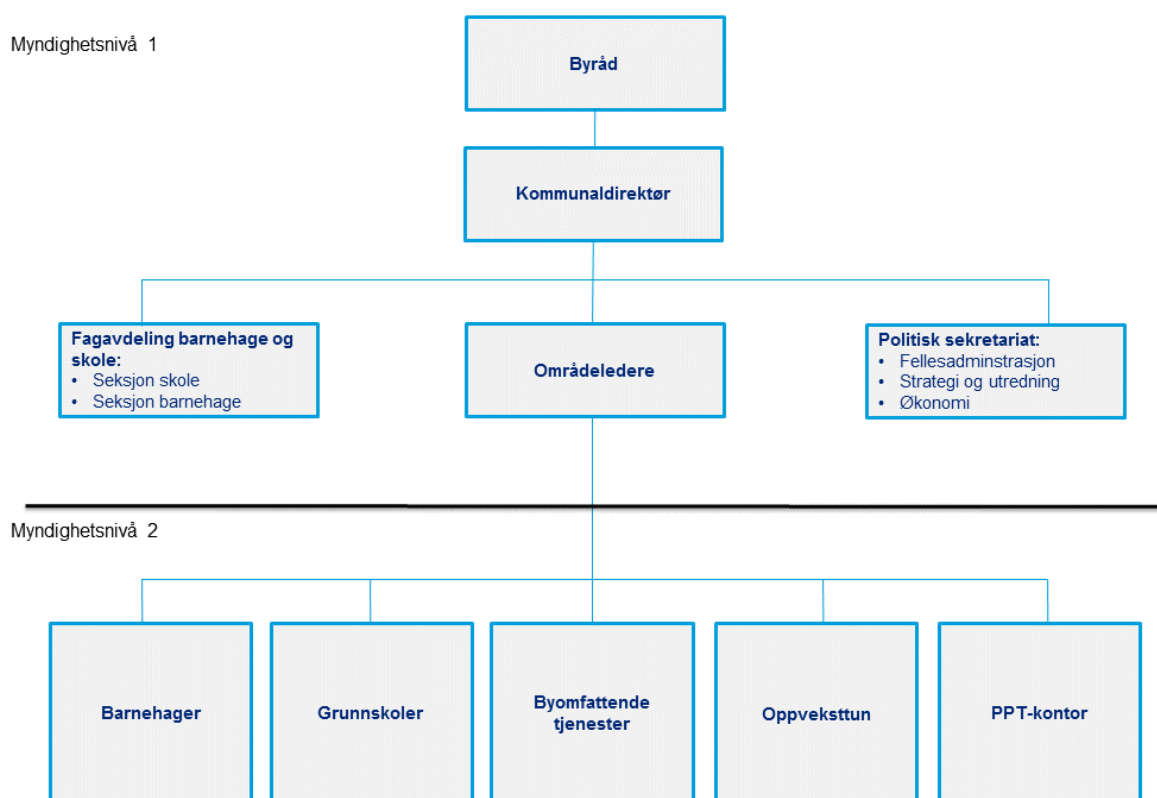 Myndighetsnivå 1
Byråd
Kommunaldirektør
Fagavdeling barnehage og
skole:
• Seksjon skole
• Seksjon barnehage
Områdeledere
Politisk sekretariat:
• Fellesadminstrasjon
• Strategi og utredning
• Økonomi
Myndighetsnivå 2
Barnehager
Grunnskoler
Byomfattende
tjenester
Oppveksttun
PPT-kontor